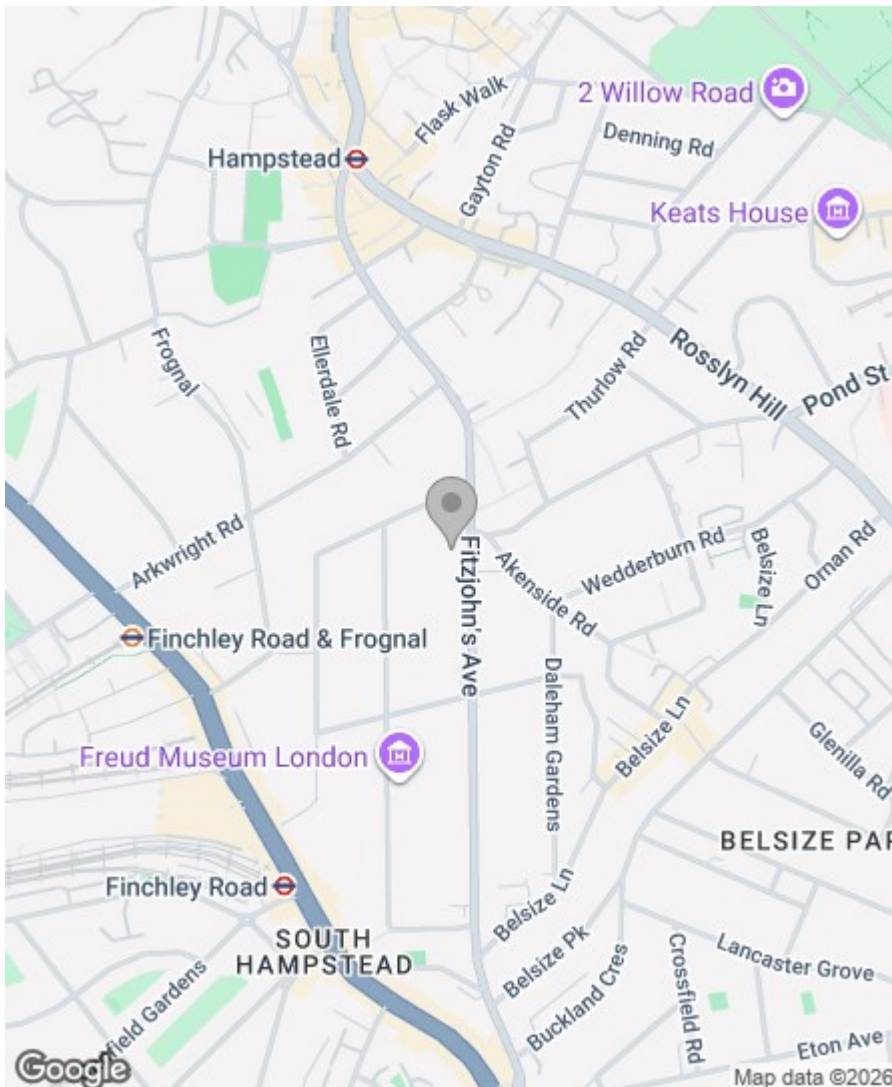 Flask Walk
2 Willow Road
Denning Rd
Hampstead
Gayton Rd
Keats House
Frognal
Ellerdale Rd
Thurlow Rd
Rosslyn Hill
Pond St
Arkwright Rd
Fitzjohn's Ave
Akenside Rd
Wedderburn Rd
Belsize Ln
Ornan Rd
Finchley Road & Frognal
Daleham Gardens
Belsize Ln
Glenilla Rd
Freud Museum London
BELSIZE PAR
Finchley Road
Belsize Ln
SOUTH
HAMPSTEAD
Belsize Pk
Buckland Cres
Crossfield Rd
Lancaster Grove
field Gardens
Eton Ave
Google
Map data ©2026